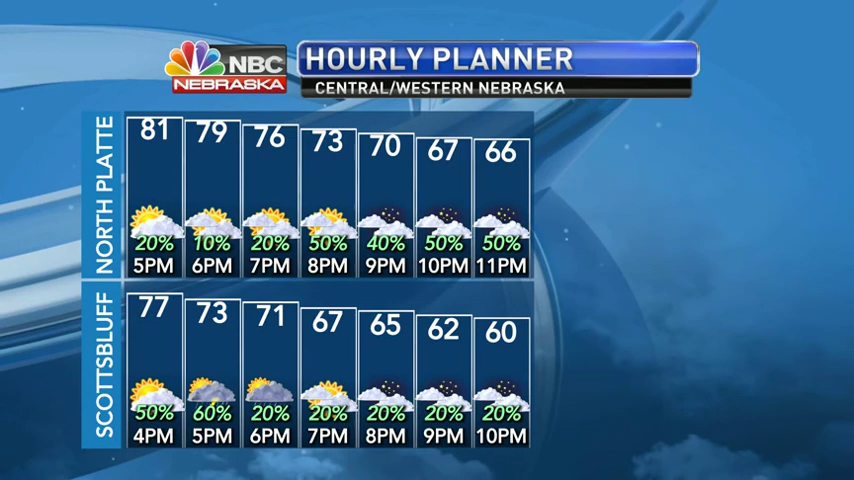 NBC
NEBRASKA
HOURLY PLANNER
CENTRAL/WESTERN NEBRASKA
NORTH PLATTE
81 79 76 73 70 67 66
20% 10% 20% 50% 40% 50% 50%
5PM 6PM 7PM 8PM 9PM 10PM 11PM
SCOTTSBLUFF
77 73 71 67 65 62 60
50% 60% 20% 20% 20% 20% 20%
4PM 5PM 6PM 7PM 8PM 9PM 10PM